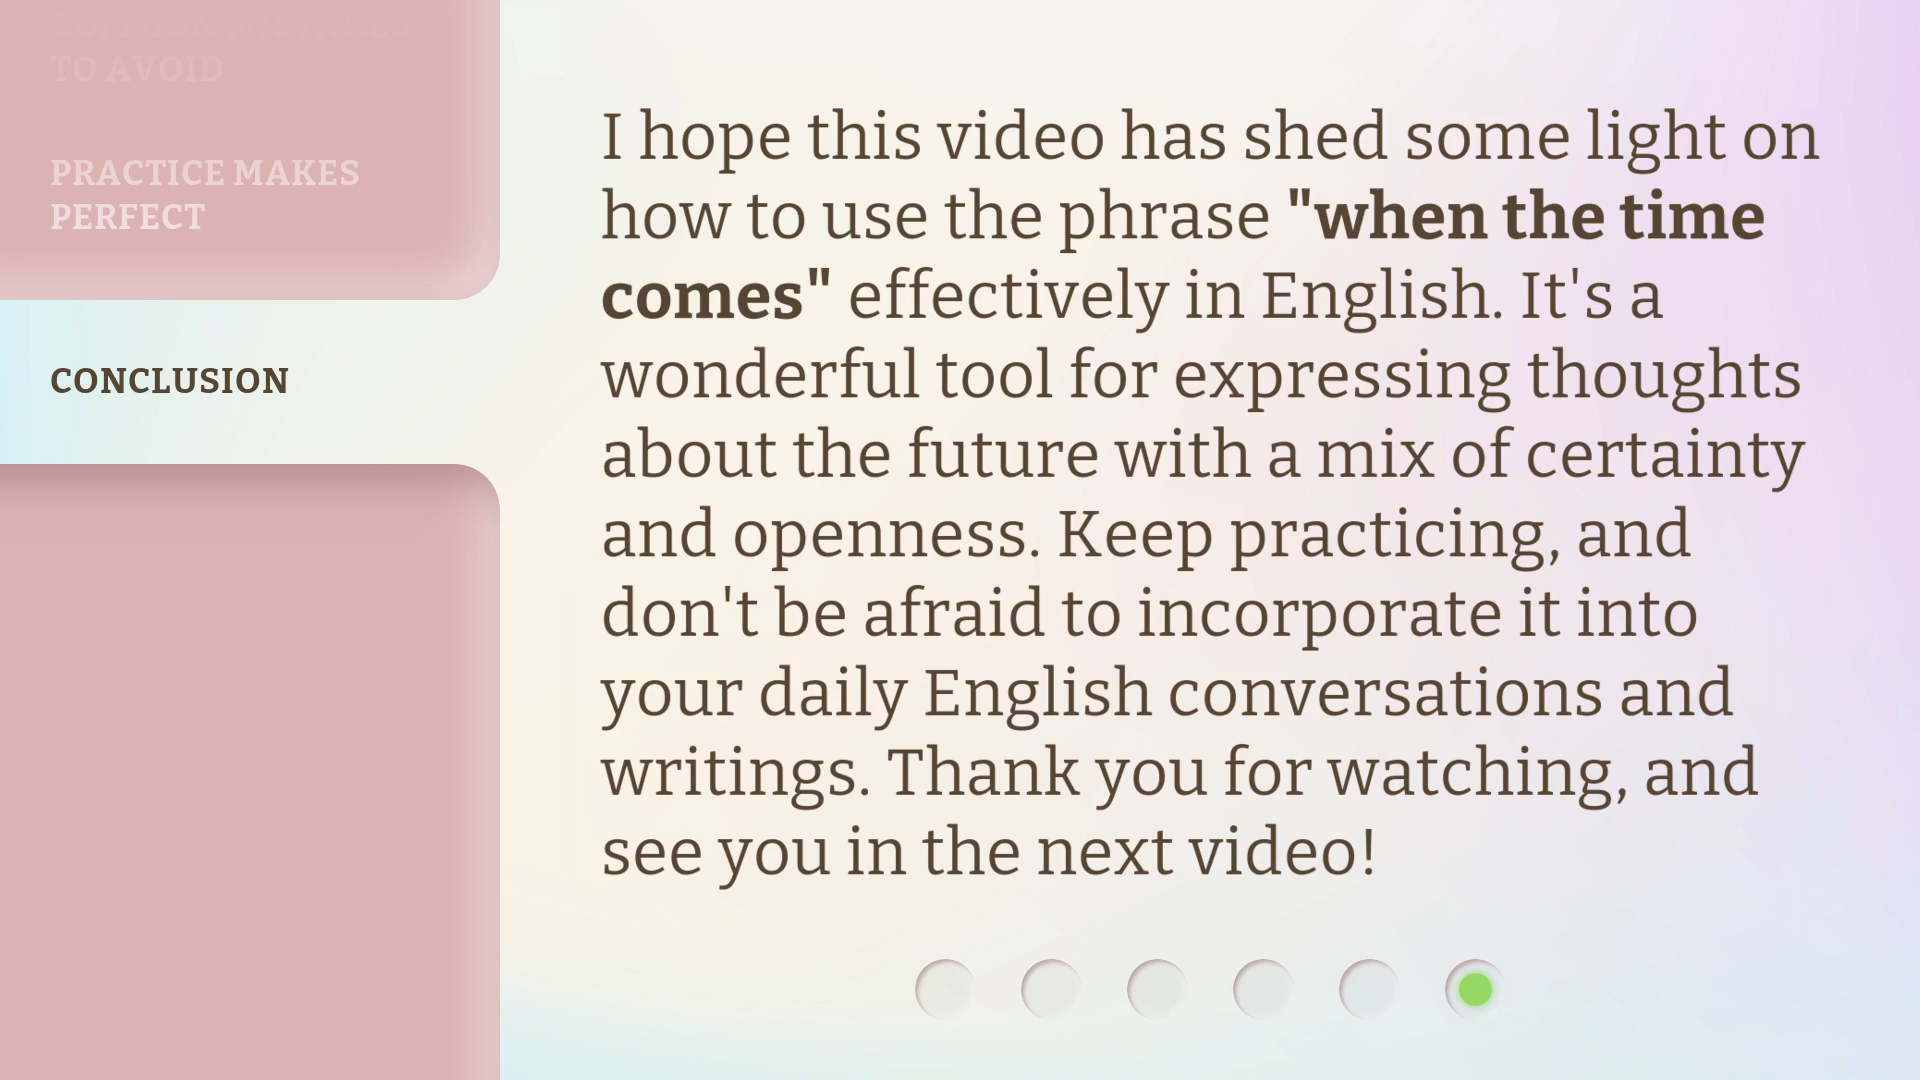 COMMON MISTAKES
TO AVOID
PRACTICE MAKES
PERFECT
CONCLUSION
I hope this video has shed some light on
how to use the phrase "when the time
comes" effectively in English. It's a
wonderful tool for expressing thoughts
about the future with a mix of certainty
and openness. Keep practicing, and
don't be afraid to incorporate it into
your daily English conversations and
writings. Thank you for watching, and
see you in the next video!